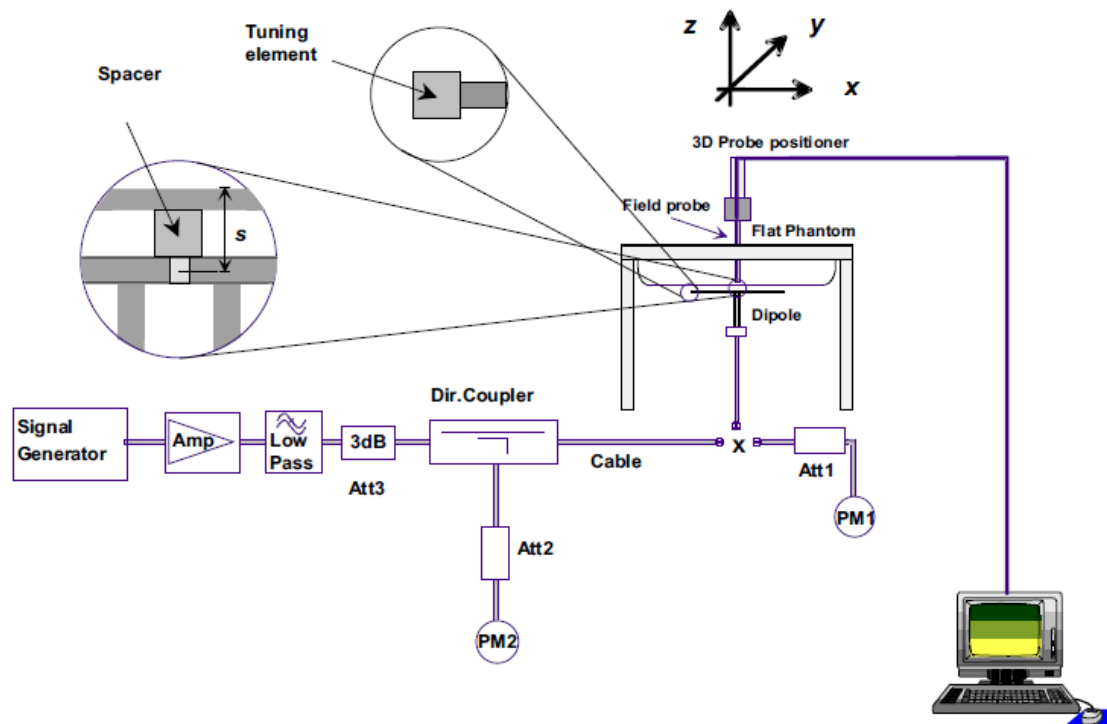 Tuning
element
Spacer
z
y
x
3D Probe positioner
Field probe
Flat Phantom
s
Dipole
Dir.Coupler
Signal
Generator
Amp
Low
Pass
3dB
Att3
Cable
x
Att1
PM1
Att2
PM2